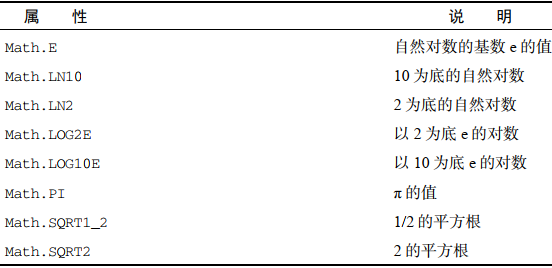 属 性 说 明
Math.E 自然对数的基数 e 的值
Math.LN10 10 为底的自然对数
Math.LN2 2 为底的自然对数
Math.LOG2E 以 2 为底 e 的对数
Math.LOG10E 以 10 为底 e 的对数
Math.PI π 的值
Math.SQRT1_2 1/2 的平方根
Math.SQRT2 2 的平方根